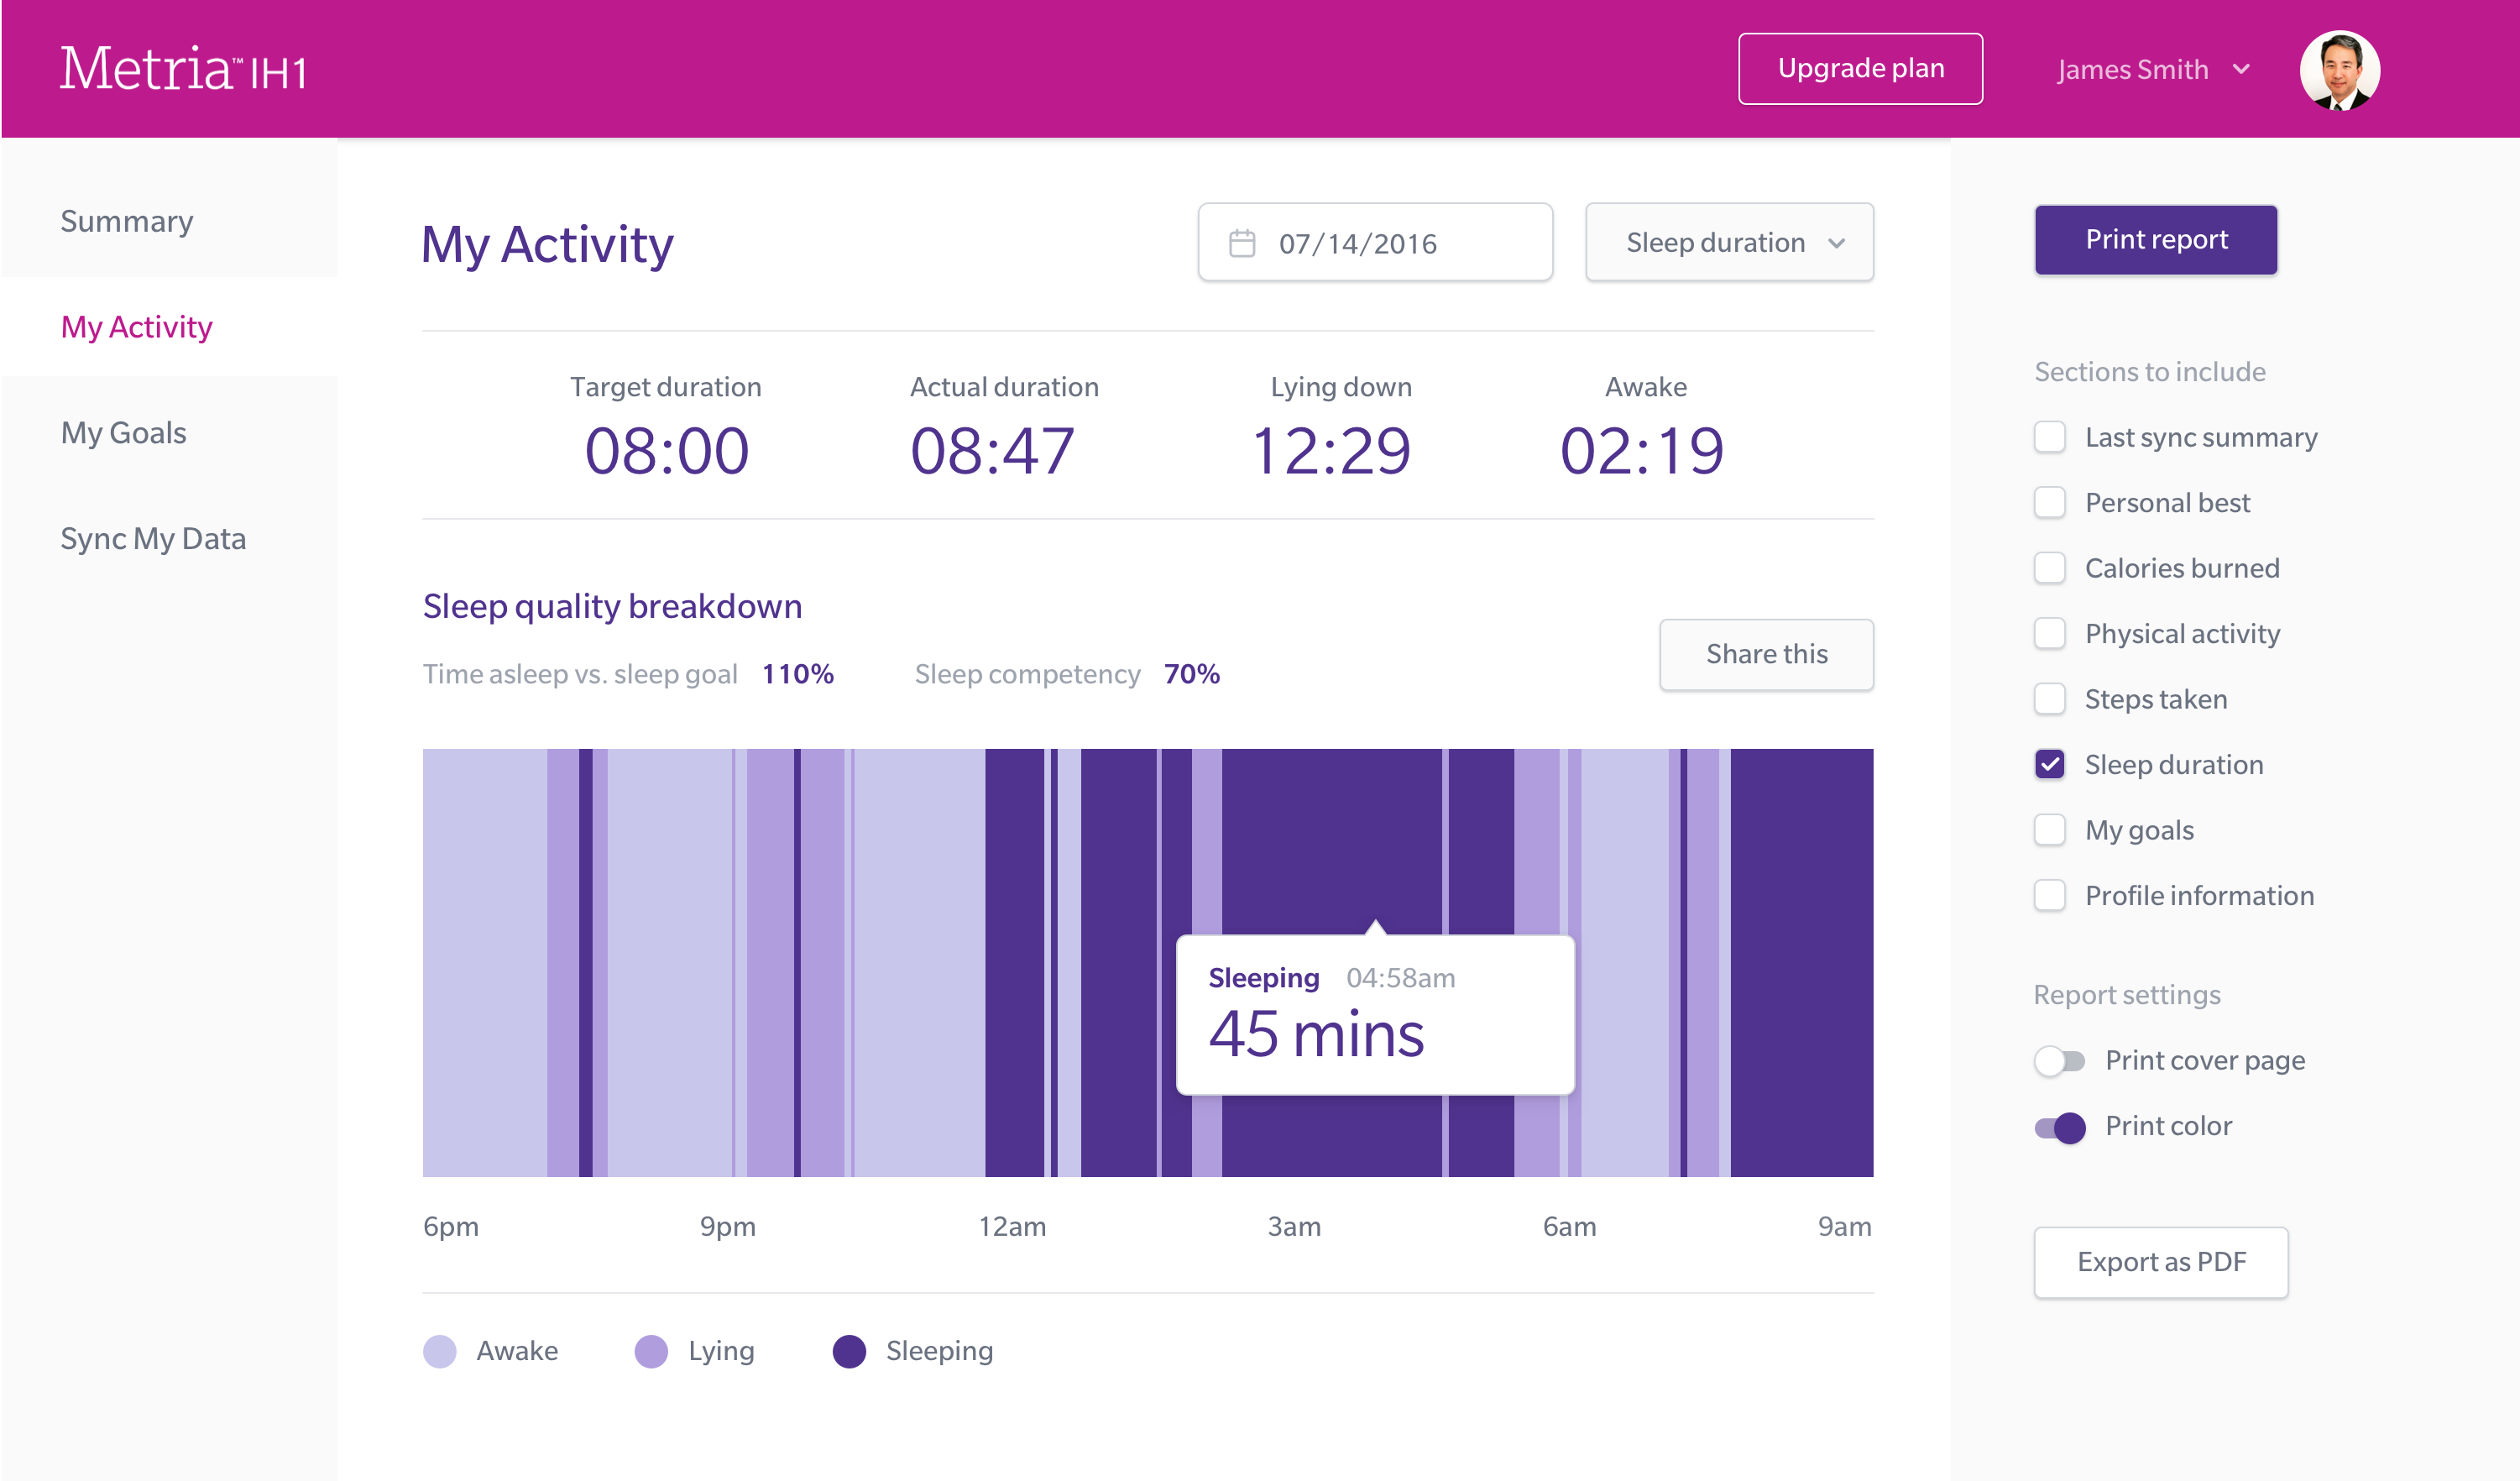 Metria™ IH1
Upgrade plan
James Smith
Summary
My Activity
My Goals
Sync My Data
My Activity
07/14/2016
Sleep duration
Target duration
08:00
Actual duration
08:47
Lying down
12:29
Awake
02:19
Sleep quality breakdown
Time asleep vs. sleep goal 110%
Sleep competency 70%
Share this
Sleeping 04:58am
45 mins
6pm 9pm 12am 3am 6am 9am
Awake Lying Sleeping
Print report
Sections to include
Last sync summary
Personal best
Calories burned
Physical activity
Steps taken
Sleep duration
My goals
Profile information
Report settings
Print cover page
Print color
Export as PDF